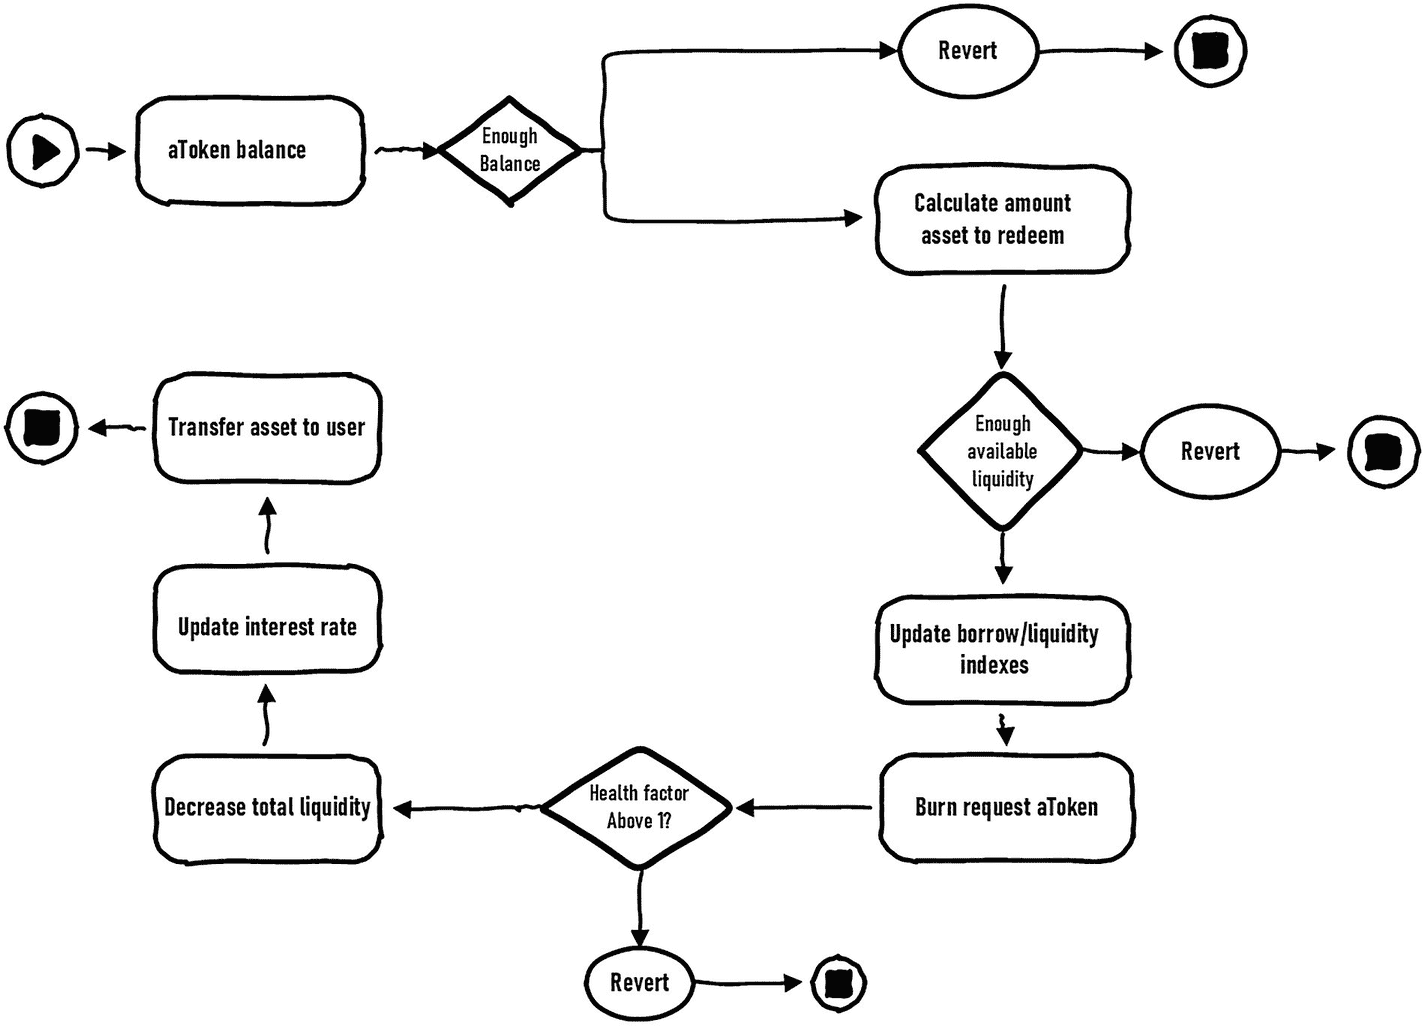 Revert
aToken balance
Enough
Balance
Calculate amount
asset to redeem
Enough
available
liquidity
Revert
Transfer asset to user
Update interest rate
Update borrow/liquidity
indexes
Decrease total liquidity
Health factor
Above 1?
Burn request aToken
Revert